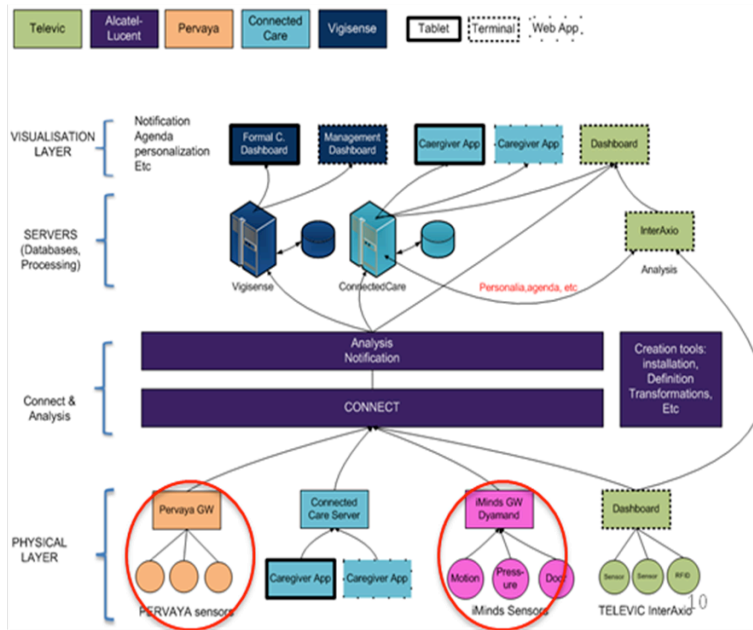 Televic
Alcatel-
Lucent
Pervaya
Connected
Care
Vigisense
Tablet
Terminal
Web App
VISUALISATION
LAYER
Notification
Agenda
personalization
Etc
Formal C.
Dashboard
Management
Dashboard
Caergiver App
Caregiver App
Dashboard
SERVERS
(Databases,
Processing)
Vigisense
ConnectedCare
InterAxio
Analysis
Personalia,agenda, etc
Connect &
Analysis
Analysis
Notification
CONNECT
Creation tools:
installation,
Definition
Transformations,
Etc
PHYSICAL
LAYER
Pervaya GW
PERVAYA sensors
Connected
Care Server
Caregiver App
Caregiver App
iMinds GW
Dyamand
Motion
Press-
ure
Door
iMinds Sensors
Dashboard
Sensor
Sensor
RFID
TELEVIC InterAxio
10